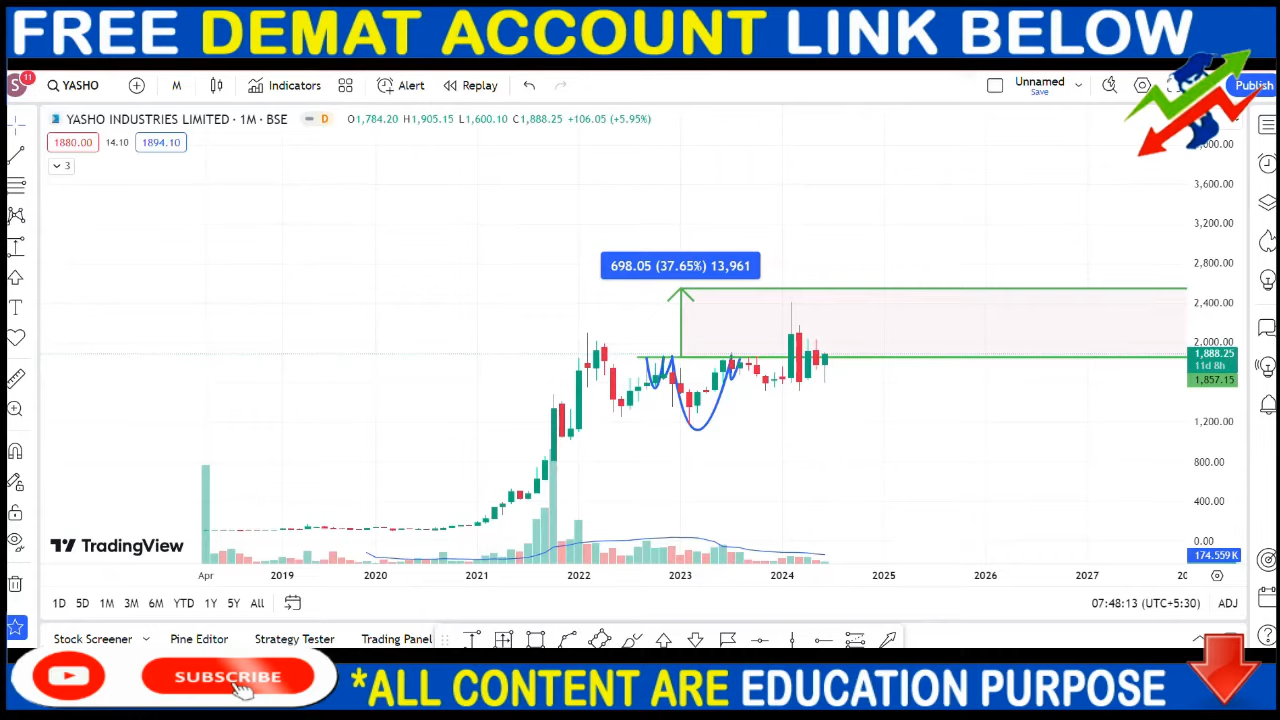 FREE DEMAT ACCOUNT LINK BELOW
S 11 YASHO M Indicators Alert Replay Unnamed Save Publish
YASHO INDUSTRIES LIMITED · 1M · BSE D O1,784.20 H1,905.15 L1,600.10 C1,888.25 +106.05 (+5.95%)
1880.00 14.10 1894.10
3
3,600.00
3,200.00
2,800.00
698.05 (37.65%) 13,961
2,400.00
2,000.00
1,888.25
11d 8h
1,857.15
1,200.00
800.00
400.00
0.00
TradingView
174.559K
Apr 2019 2020 2021 2022 2023 2024 2025 2026 2027 20
1D 5D 1M 3M 6M YTD 1Y 5Y All 07:48:13 (UTC+5:30) ADJ
Stock Screener Pine Editor Strategy Tester Trading Panel
SUBSCRIBE
*ALL CONTENT ARE EDUCATION PURPOSE